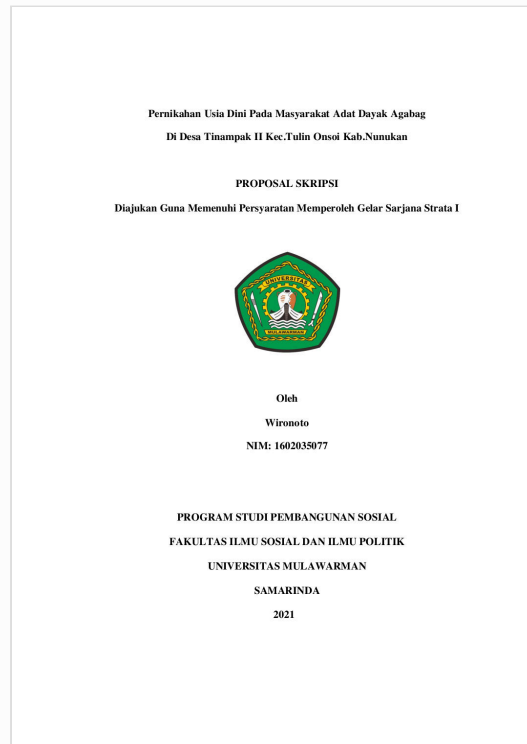 Pernikahan Usia Dini Pada Masyarakat Adat Dayak Agabag
Di Desa Tinampak II Kec.Tulin Onsoi Kab.Nunukan
PROPOSAL SKRIPSI
Diajukan Guna Memenuhi Persyaratan Memperoleh Gelar Sarjana Strata I
UNIVERSITAS
MULAWARMAN
Oleh
Wironoto
NIM: 1602035077
PROGRAM STUDI PEMBANGUNAN SOSIAL
FAKULTAS ILMU SOSIAL DAN ILMU POLITIK
UNIVERSITAS MULAWARMAN
SAMARINDA
2021